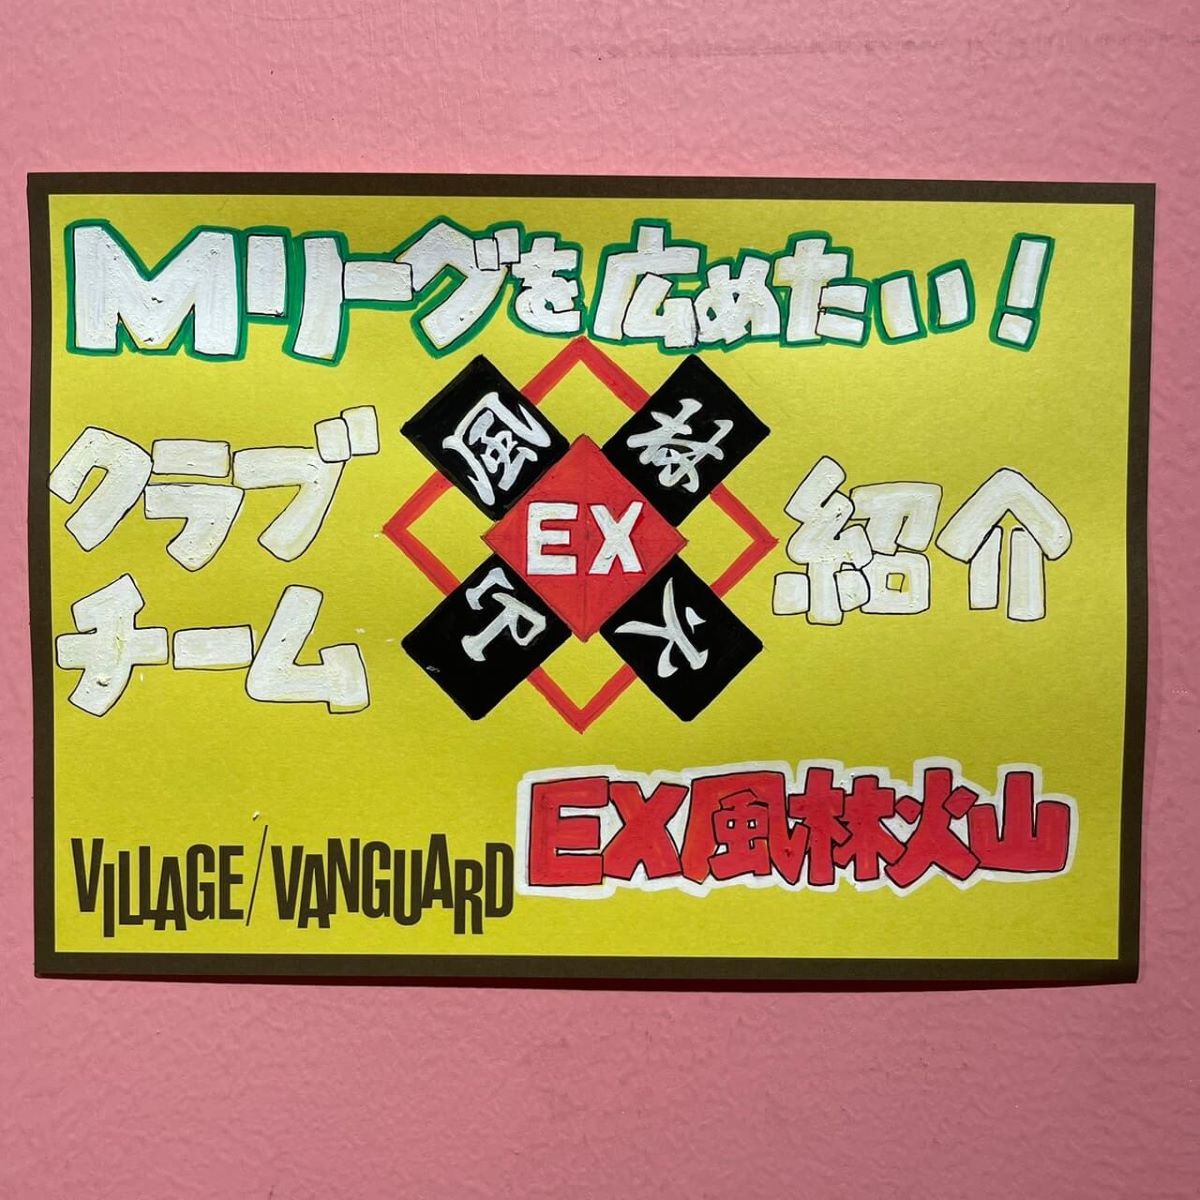 Mリーグを広めたい!
風 林
クラブ
EX
紹介
山 火
チーム
EX風林火山
VILLAGE/VANGUARD